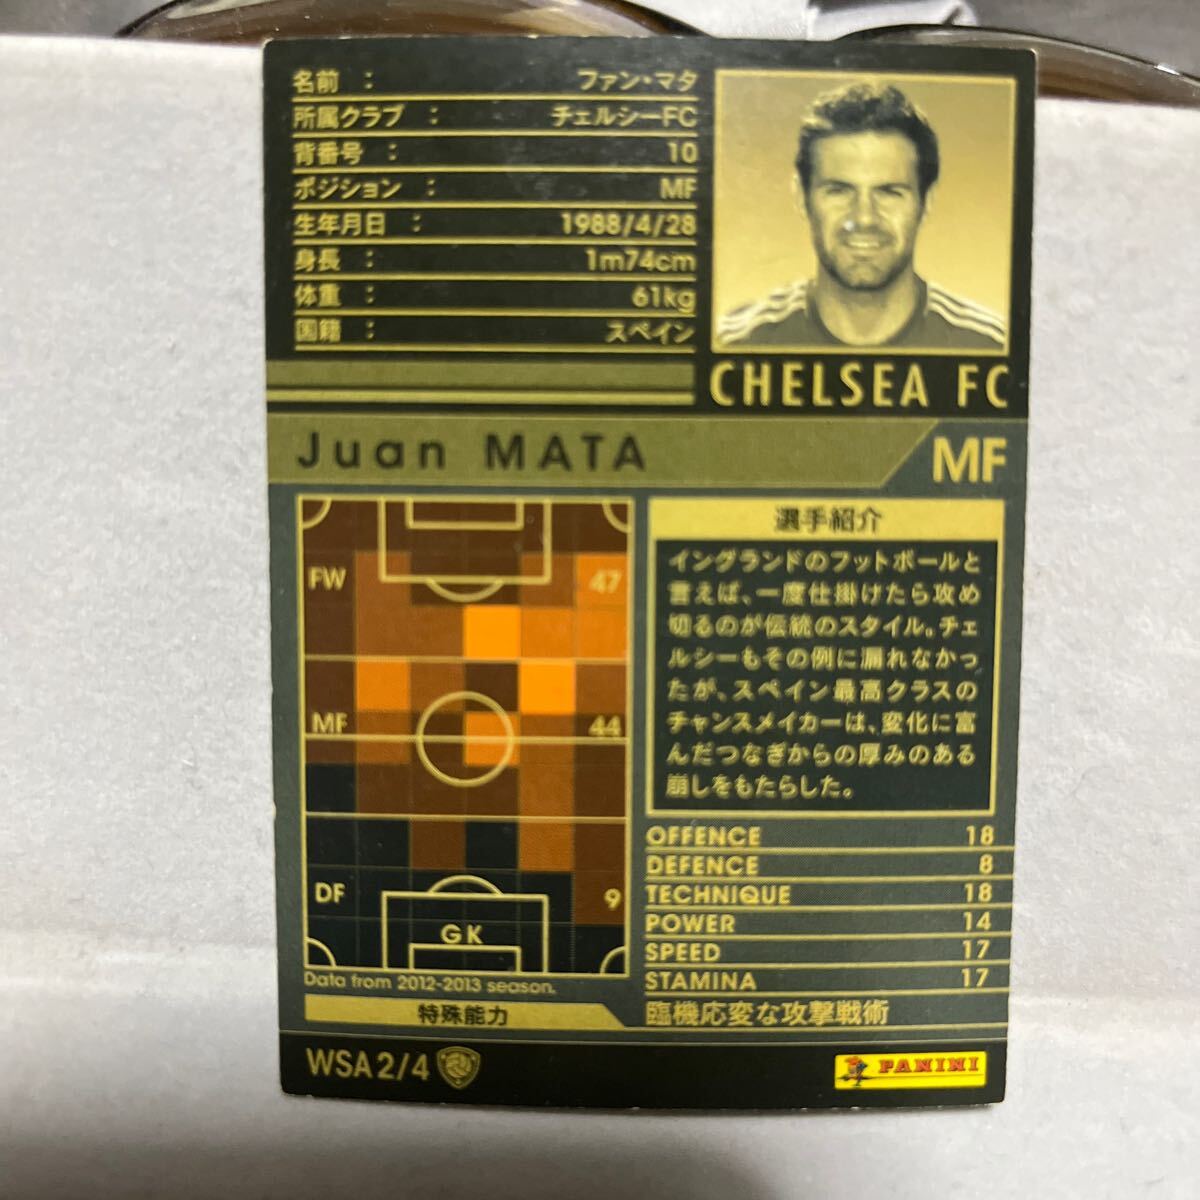 名前 : ファン・マタ
所属クラブ : チェルシーFC
背番号 : 10
ポジション : MF
生年月日 : 1988/4/28
身長 : 1m74cm
体重 : 61kg
国籍 : スペイン
CHELSEA FC
Juan MATA
MF
FW 47
MF 44
DF 9
GK
Data from 2012-2013 season.
選手紹介
イングランドのフットボールと
言えば、一度仕掛けたら攻め
切るのが伝統のスタイル。チェ
ルシーもその例に漏れなかっ
たが、スペイン最高クラスの
チャンスメイカーは、変化に富
んだつなぎからの厚みのある
崩しをもたらした。
OFFENCE 18
DEFENCE 8
TECHNIQUE 18
POWER 14
SPEED 17
STAMINA 17
特殊能力
臨機応変な攻撃戦術
WSA 2/4
PANINI